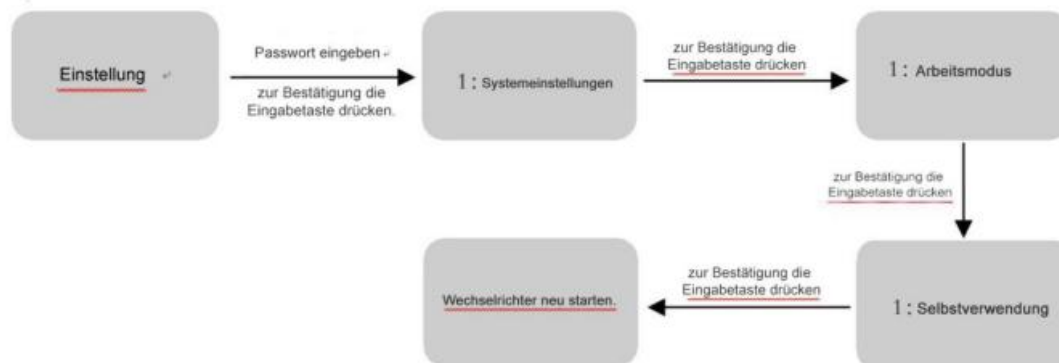 Einstellung
Passwort eingeben
zur Bestätigung die
Eingabetaste drücken.
1: Systemeinstellungen
zur Bestätigung die
Eingabetaste drücken
1: Arbeitsmodus
zur Bestätigung die
Eingabetaste drücken
1: Selbstverwendung
zur Bestätigung die
Eingabetaste drücken
Wechselrichter neu starten.